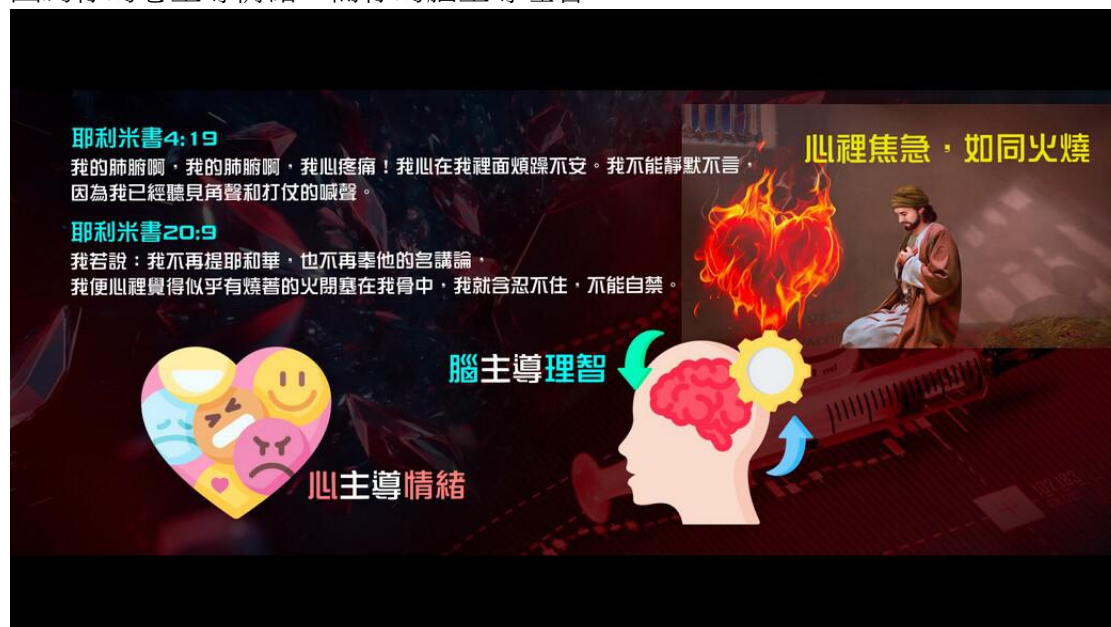 耶利米書4:19
我的肺腑啊,我的肺腑啊,我心疼痛!我心在我裡面煩躁不安。我不能靜默不言,
因為我已經聽見角聲和打仗的喊聲。
耶利米書20:9
我若說:我不再提耶和華,也不再奉他的名講論,
我便心裡覺得似乎有燒著的火閉塞在我骨中,我就含忍不住,不能自禁。
心裡焦急,如同火燒
腦主導理智
心主導情緒
1 ml